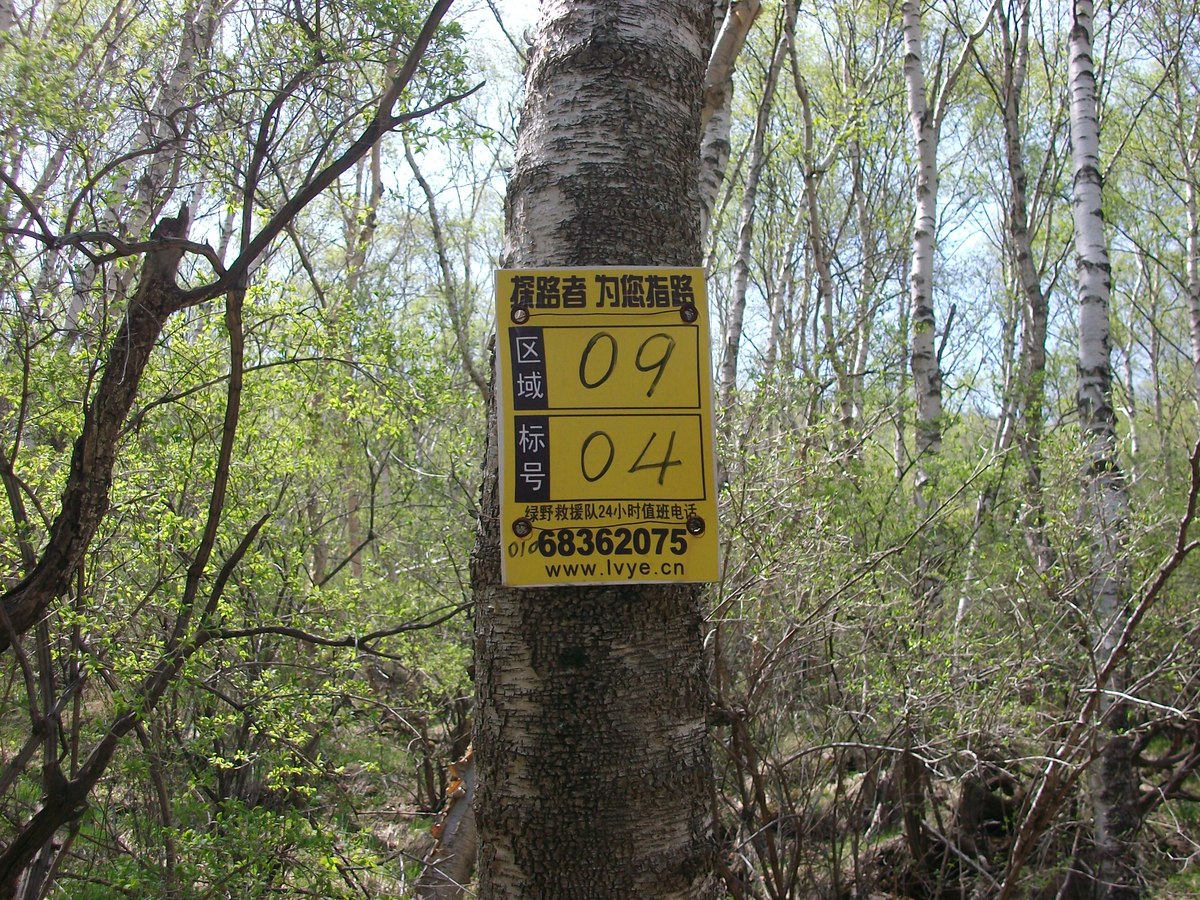 探路者 为您指路
区域 09
标号 04
绿野救援队24小时值班电话
010 68362075
www.lvye.cn